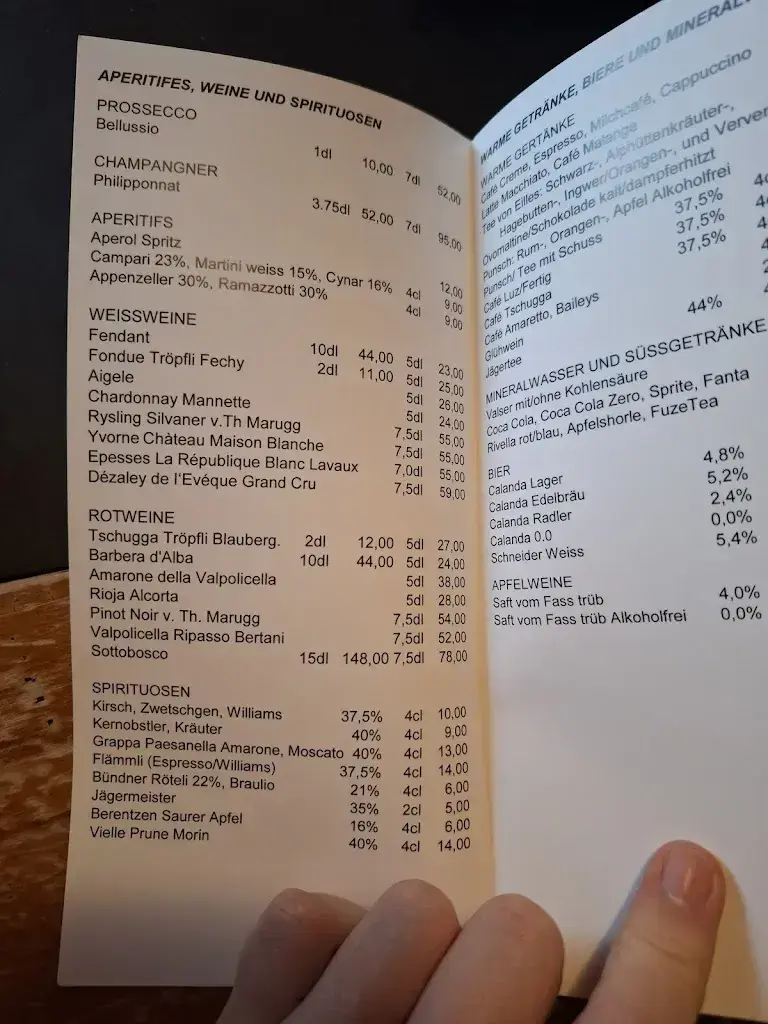 APERITIFES, WEINE UND SPIRITUOSEN
PROSSECCO
Bellussio 1dl 10,00 7dl 52,00
CHAMPANGNER
Philipponnat 3.75dl 52,00 7dl 95,00
APERITIFS
Aperol Spritz 12,00
Campari 23%, Martini weiss 15%, Cynar 16% 4cl 9,00
Appenzeller 30%, Ramazzotti 30% 4cl 9,00
WEISSWEINE
Fendant 10dl 44,00 5dl 23,00
Fondue Tröpfli Fechy 2dl 11,00 5dl 25,00
Aigele 5dl 26,00
Chardonnay Mannette 5dl 24,00
Rysling Silvaner v.Th Marugg 7,5dl 55,00
Yvorne Château Maison Blanche 7,5dl 55,00
Epesses La République Blanc Lavaux 7,0dl 55,00
Dézaley de l'Evéque Grand Cru 7,5dl 59,00
ROTWEINE
Tschugga Tröpfli Blauberg. 2dl 12,00 5dl 27,00
Barbera d'Alba 10dl 44,00 5dl 24,00
Amarone della Valpolicella 5dl 38,00
Rioja Alcorta 5dl 28,00
Pinot Noir v. Th. Marugg 7,5dl 54,00
Valpolicella Ripasso Bertani 7,5dl 52,00
Sottobosco 15dl 148,00 7,5dl 78,00
SPIRITUOSEN
Kirsch, Zwetschgen, Williams 37,5% 4cl 10,00
Kernobstler, Kräuter 40% 4cl 9,00
Grappa Paesanella Amarone, Moscato 40% 4cl 13,00
Flämmli (Espresso/Williams) 37,5% 4cl 14,00
Bündner Röteli 22%, Braulio 21% 4cl 6,00
Jägermeister 35% 2cl 5,00
Berentzen Saurer Apfel 16% 4cl 6,00
Vielle Prune Morin 40% 4cl 14,00
WARME GETRÄNKE, BIERE UND MINERAL
WARME GERTÄNKE
Café Creme, Espresso, Milchcafé, Cappuccino
Latte Macchiato, Café Melange
Tee von Eilles: Schwarz-, Alphüttenkräuter-,
Hagebutten-, Ingwer/Orangen-, und Verven
Ovomaltine/Schokolade kalt/dampferhitzt
Punsch: Rum-, Orangen-, Apfel Alkoholfrei
Punsch/ Tee mit Schuss 37,5%
Café Luz/Fertig 37,5%
Café Tschugga 37,5%
Café Amaretto, Baileys
Glühwein
Jägertee 44%
MINERALWASSER UND SÜSSGETRÄNKE
Valser mit/ohne Kohlensäure
Coca Cola, Coca Cola Zero, Sprite, Fanta
Rivella rot/blau, Apfelshorle, FuzeTea
BIER
Calanda Lager 4,8%
Calanda Edelbräu 5,2%
Calanda Radler 2,4%
Calanda 0.0 0,0%
Schneider Weiss 5,4%
APFELWEINE
Saft vom Fass trüb 4,0%
Saft vom Fass trüb Alkoholfrei 0,0%